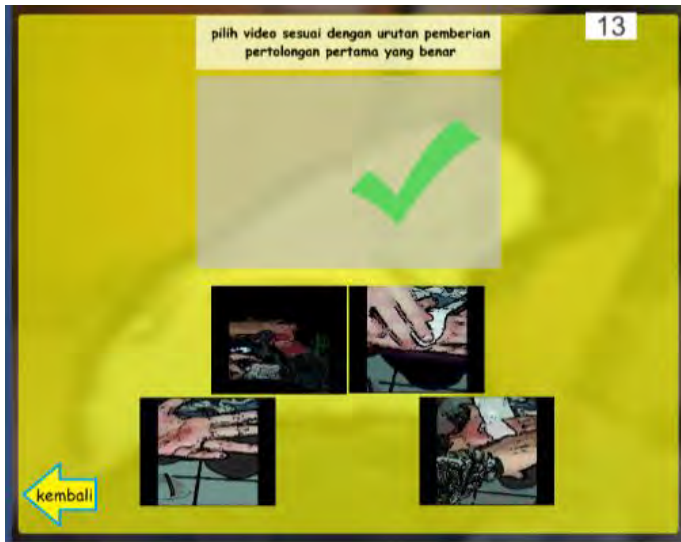 pilih video sesuai dengan urutan pemberian
pertolongan pertama yang benar
13
kembali